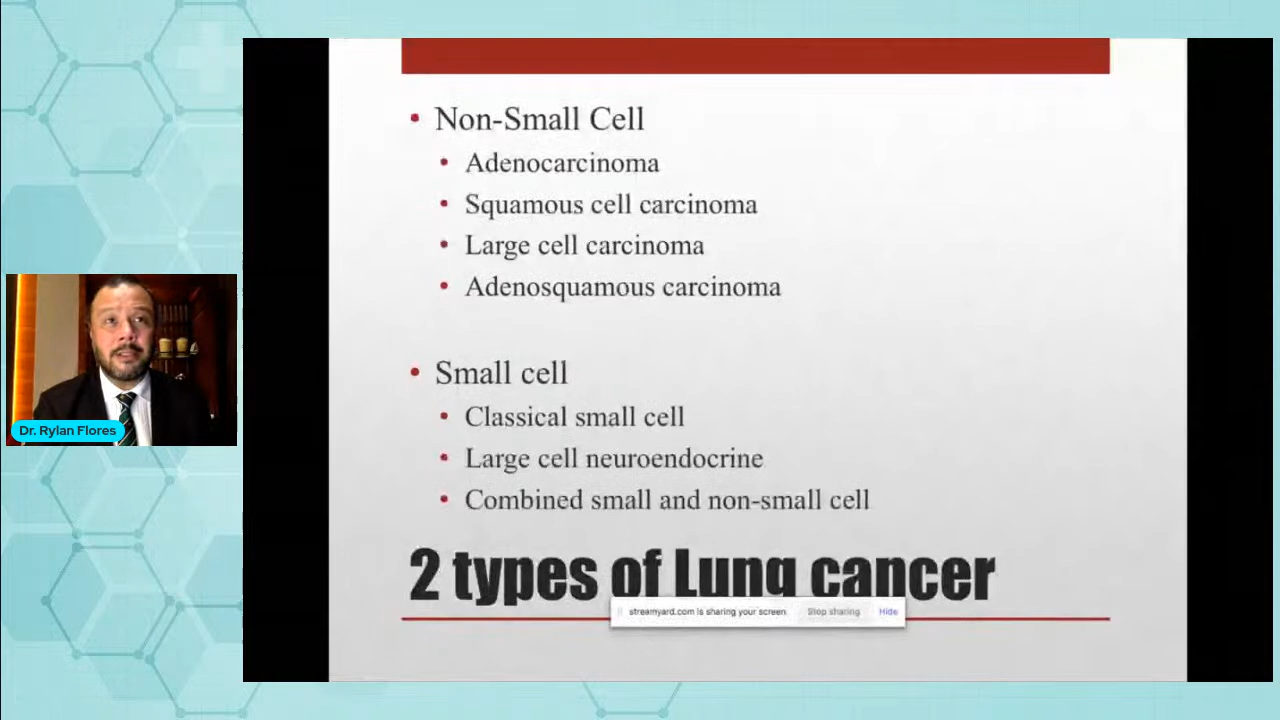 Non-Small Cell
Adenocarcinoma
Squamous cell carcinoma
Large cell carcinoma
Adenosquamous carcinoma
Small cell
Classical small cell
Large cell neuroendocrine
Combined small and non-small cell
2 types of Lung cancer
streamyard.com is sharing your screen Stop sharing Hide
Dr. Rylan Flores